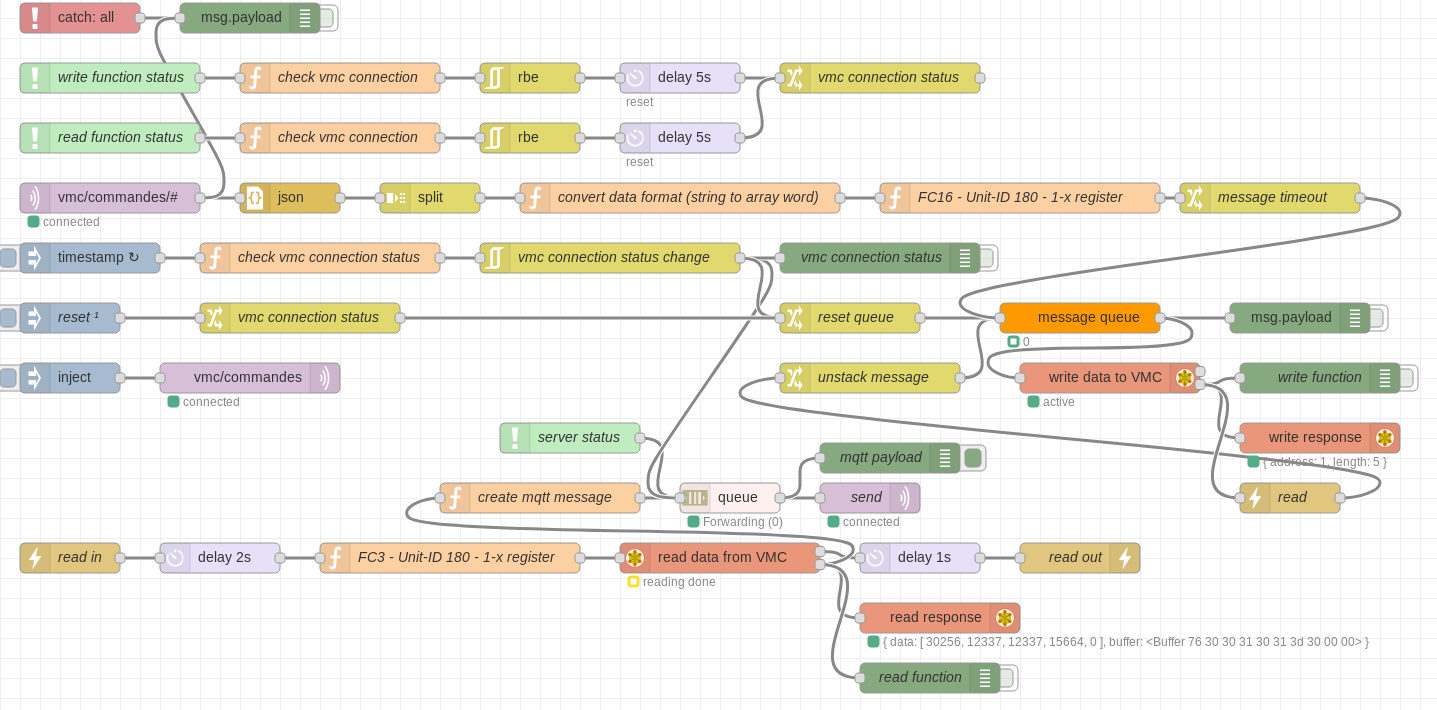 catch: all
msg.payload
write function status
check vmc connection
rbe
delay 5s
vmc connection status
reset
read function status
check vmc connection
rbe
delay 5s
reset
vmc/commandes/#
json
split
convert data format (string to array word)
FC16 - Unit-ID 180 - 1-x register
message timeout
connected
timestamp ↻
check vmc connection status
vmc connection status change
vmc connection status
reset ¹
vmc connection status
reset queue
message queue
msg.payload
0
inject
vmc/commandes
unstack message
write data to VMC
write function
connected
active
server status
write response
{ address: 1, length: 5 }
mqtt payload
create mqtt message
queue
send
read
Forwarding (0)
connected
read in
delay 2s
FC3 - Unit-ID 180 - 1-x register
read data from VMC
delay 1s
read out
reading done
read response
{ data: [ 30256, 12337, 12337, 15664, 0 ], buffer: <Buffer 76 30 30 31 30 31 3d 30 00 00> }
read function